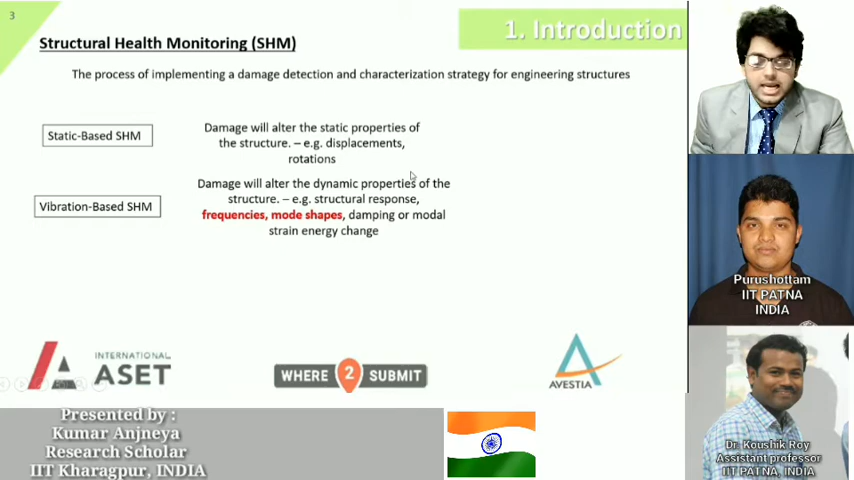 3
1. Introduction
Structural Health Monitoring (SHM)
The process of implementing a damage detection and characterization strategy for engineering structures
Static-Based SHM
Damage will alter the static properties of
the structure. – e.g. displacements,
rotations
Vibration-Based SHM
Damage will alter the dynamic properties of the
structure. – e.g. structural response,
frequencies, mode shapes, damping or modal
strain energy change
INTERNATIONAL
ASET
WHERE 2 SUBMIT
AVESTIA
Presented by :
Kumar Anjneya
Research Scholar
IIT Kharagpur, INDIA
Purushottam
IIT PATNA
INDIA
Dr. Koushik Roy
Assistant professor
IIT PATNA, INDIA